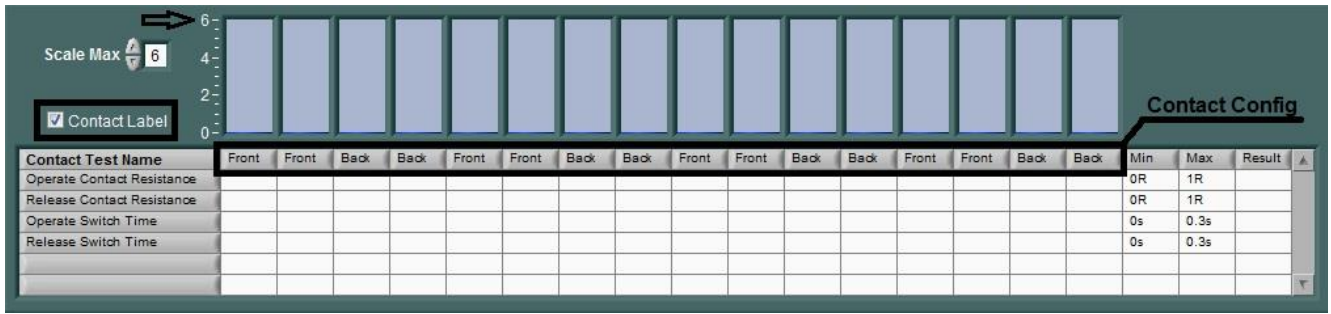 6
Scale Max 6
4
2
Contact Label
0
Contact Config
Contact Test Name Front Front Back Back Front Front Back Back Front Front Back Back Front Front Back Back Min Max Result
Operate Contact Resistance 0R 1R
Release Contact Resistance 0R 1R
Operate Switch Time 0s 0.3s
Release Switch Time 0s 0.3s